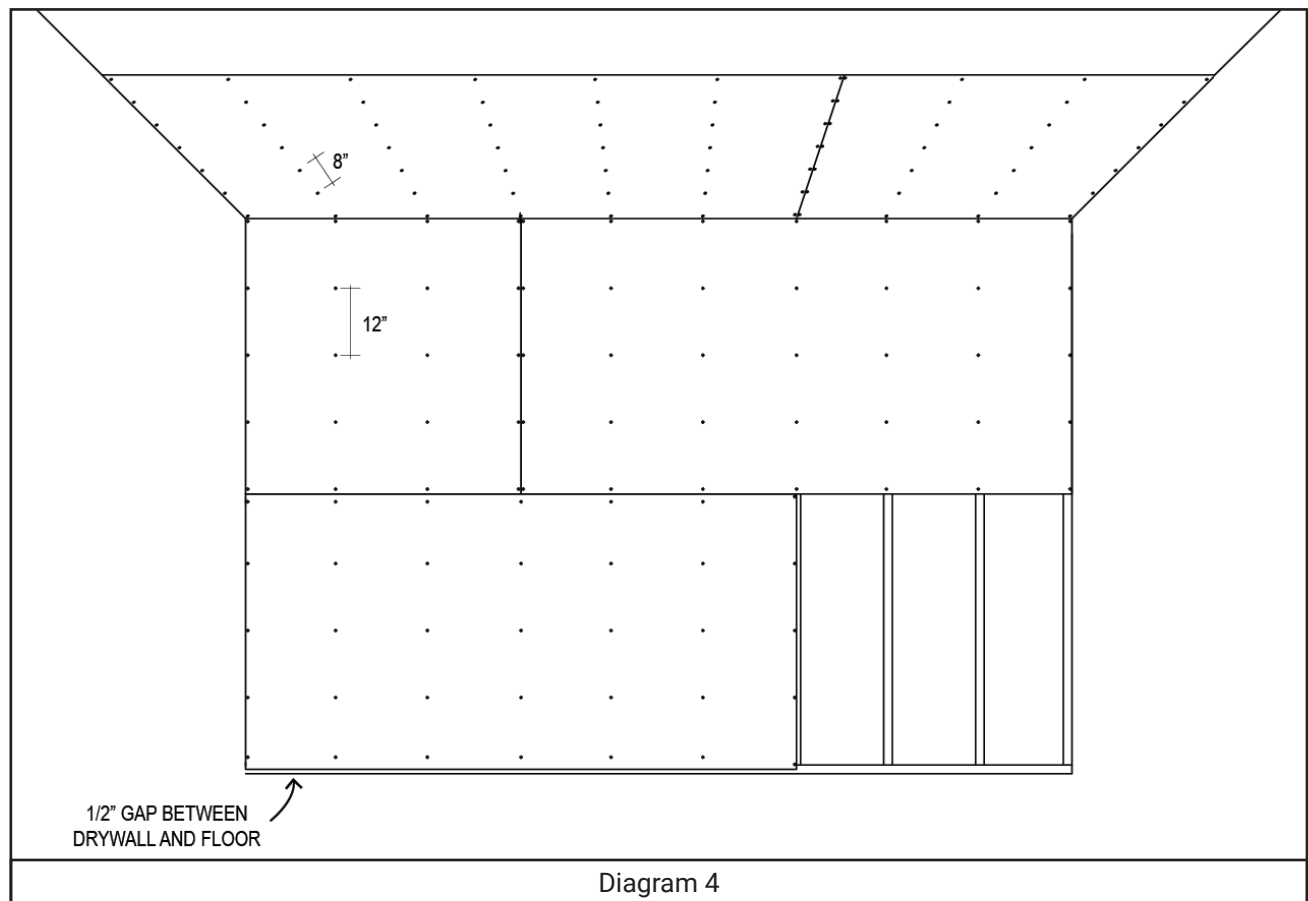 8”
12”
1/2” GAP BETWEEN
DRYWALL AND FLOOR
Diagram 4